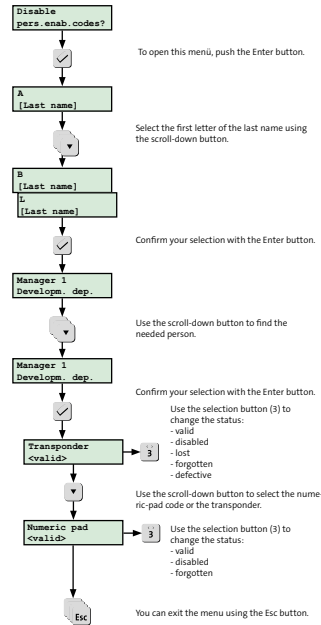 Disable
pers.enab.codes?
To open this menü, push the Enter button.
A
[Last name]
Select the first letter of the last name using
the scroll-down button.
B
[Last name]
L
[Last name]
Confirm your selection with the Enter button.
Manager 1
Developm. dep.
Use the scroll-down button to find the
needed person.
Manager 1
Developm. dep.
Confirm your selection with the Enter button.
Use the selection button (3) to
change the status:
- valid
- disabled
- lost
- forgotten
- defective
Transponder
<valid>
3
Use the scroll-down button to select the nume
ric-pad code or the transponder.
Numeric pad
<valid>
3
Use the selection button (3) to
change the status:
- valid
- disabled
- forgotten
Esc
You can exit the menu using the Esc button.